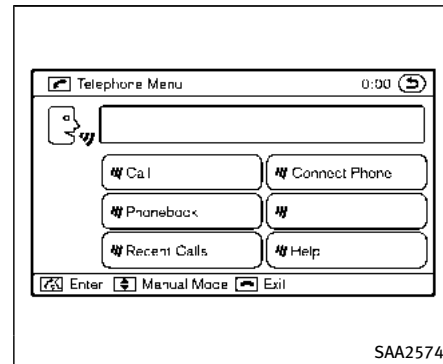 Telephone Menu 0:00
Call Connect Phone
Phonebook
Recent Calls Help
Enter Manual Mode Exit
SAA2574